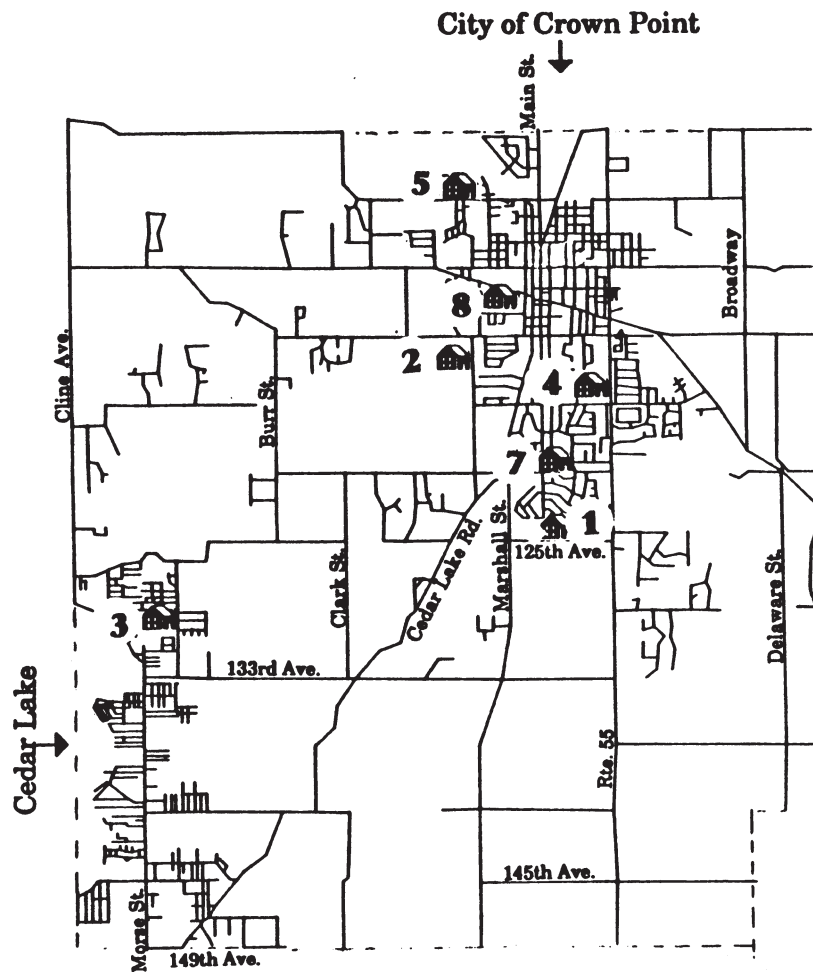 City of Crown Point
Main St.
5
Broadway
8
Cline Ave.
2
4
Burr St.
7
1
Marshall St.
125th Ave.
Cedar Lake Rd.
Clark St.
3
Delaware St.
133rd Ave.
Cedar Lake
Rte. 55
145th Ave.
Morse St.
149th Ave.